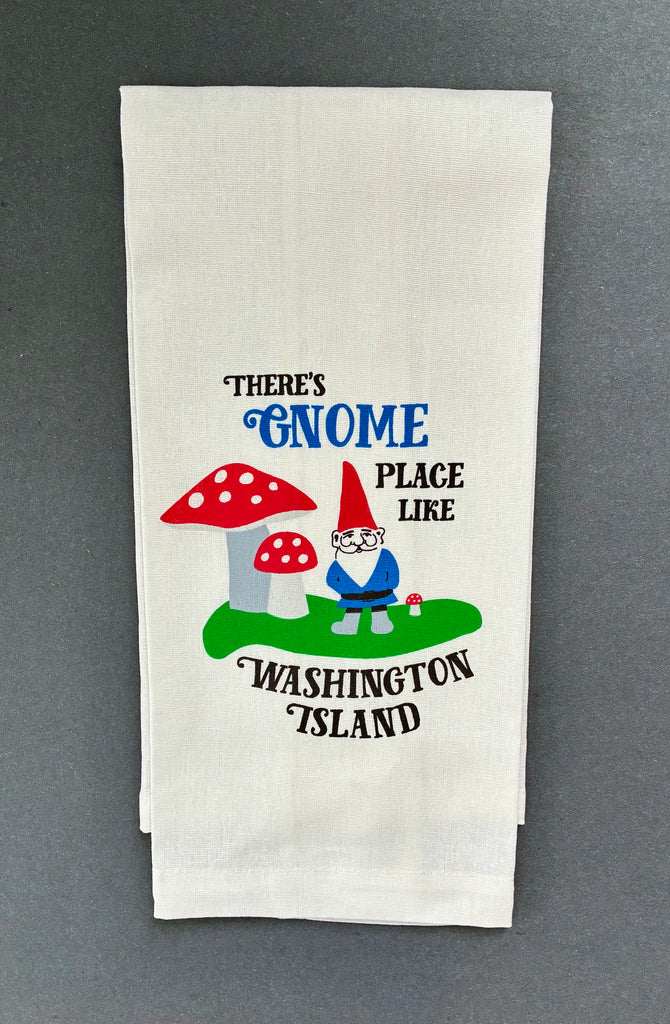 THERE'S
GNOME
PLACE
LIKE
WASHINGTON
ISLAND